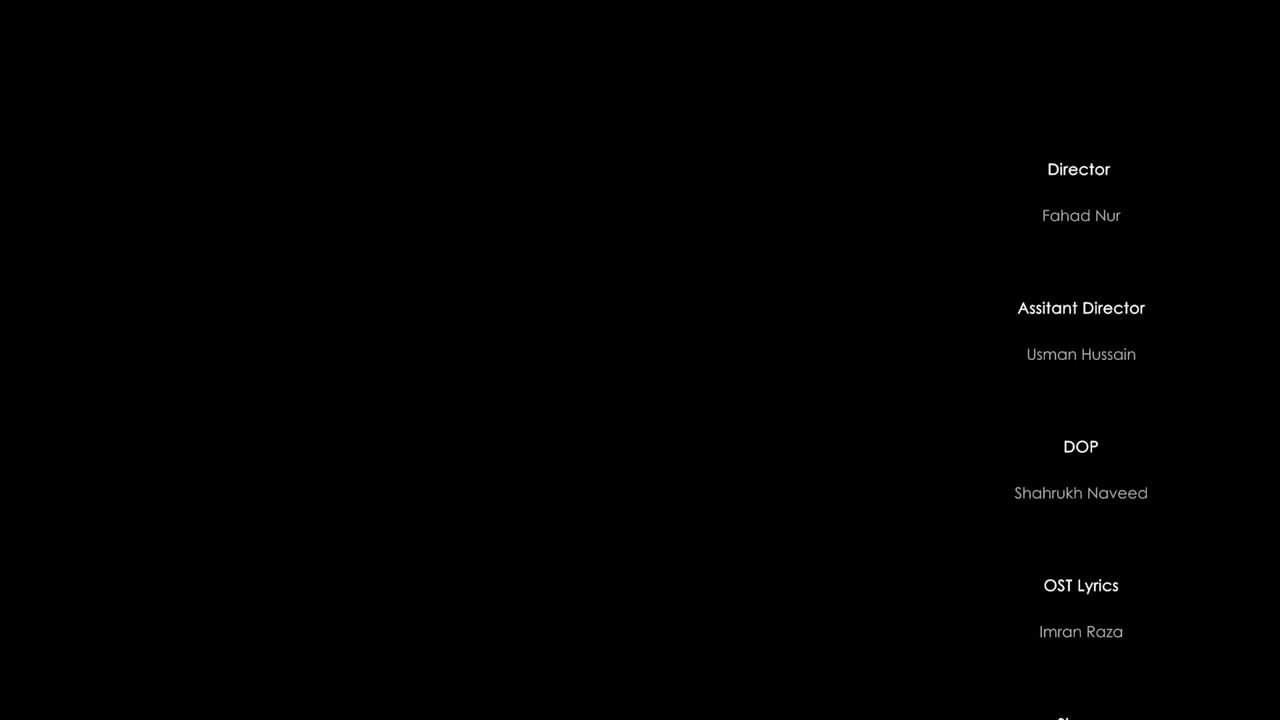 Director
Fahad Nur
Assitant Director
Usman Hussain
DOP
Shahrukh Naveed
OST Lyrics
Imran Raza